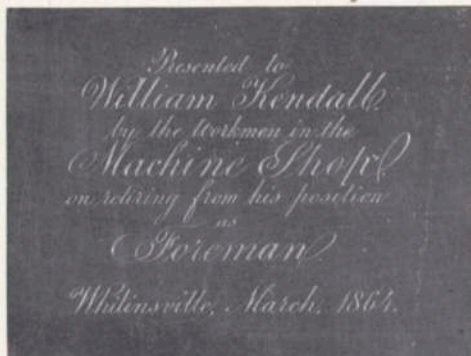 Presented to
William Kendall
by the Workmen in the
Machine Shop
on retiring from his position
as
Foreman
Whitinsville, March, 1864.